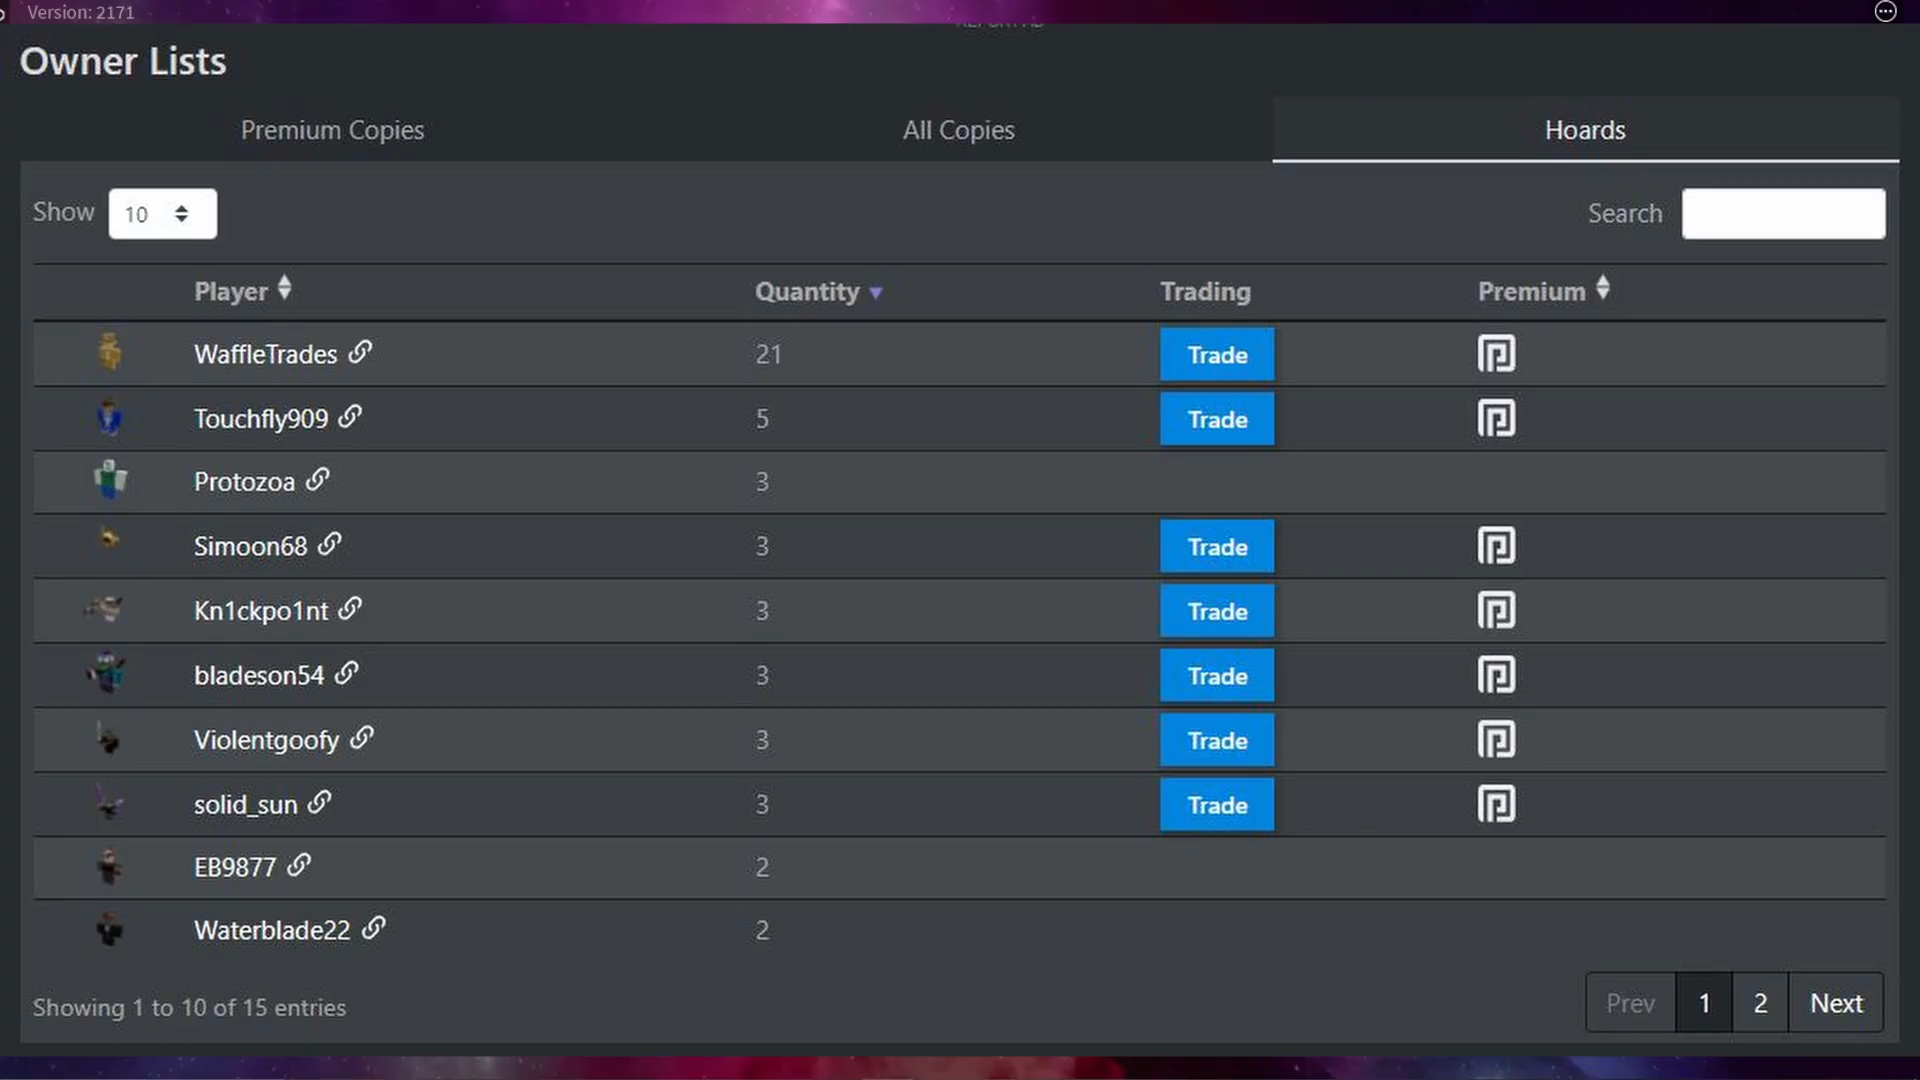 Version: 2171
Owner Lists
Premium Copies All Copies Hoards
Show 10 Search
Player Quantity Trading Premium
WaffleTrades 21 Trade
Touchfly909 5 Trade
Protozoa 3
Simoon68 3 Trade
Kn1ckpo1nt 3 Trade
bladeson54 3 Trade
Violentgoofy 3 Trade
solid_sun 3 Trade
EB9877 2
Waterblade22 2
Showing 1 to 10 of 15 entries Prev 1 2 Next